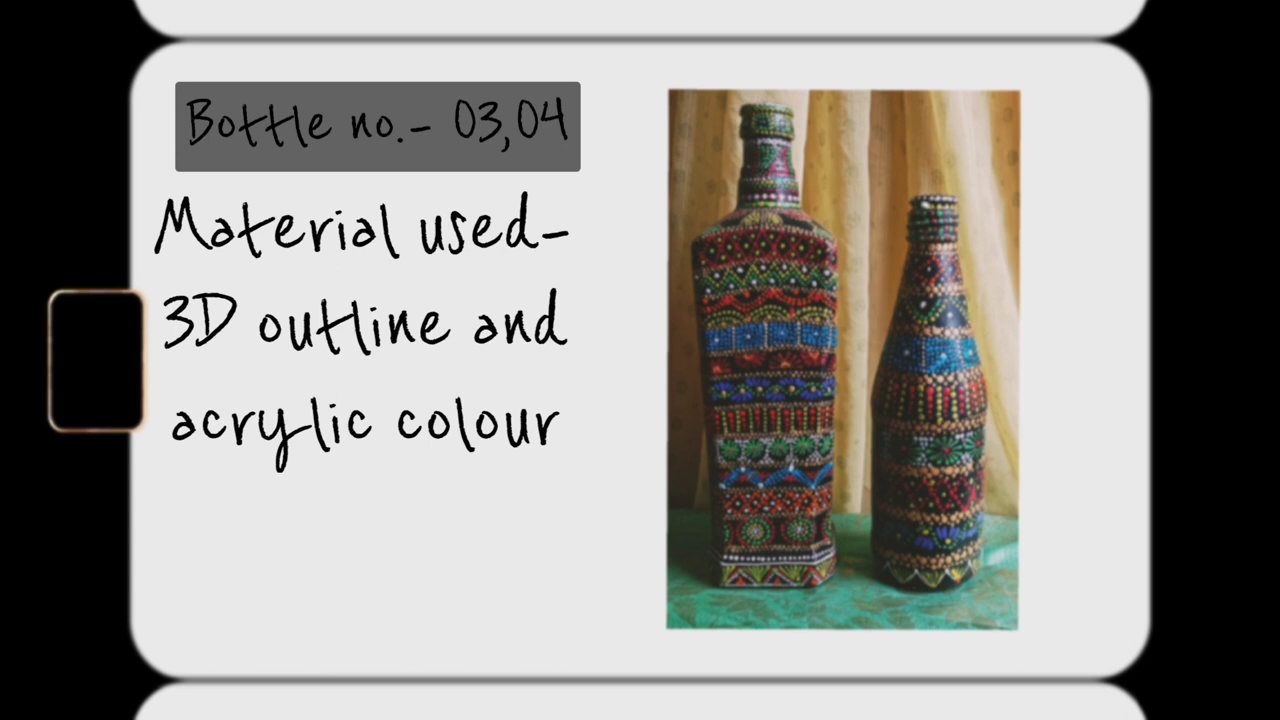 Bottle no.- 03,04
Material used-
3D outline and
acrylic colour